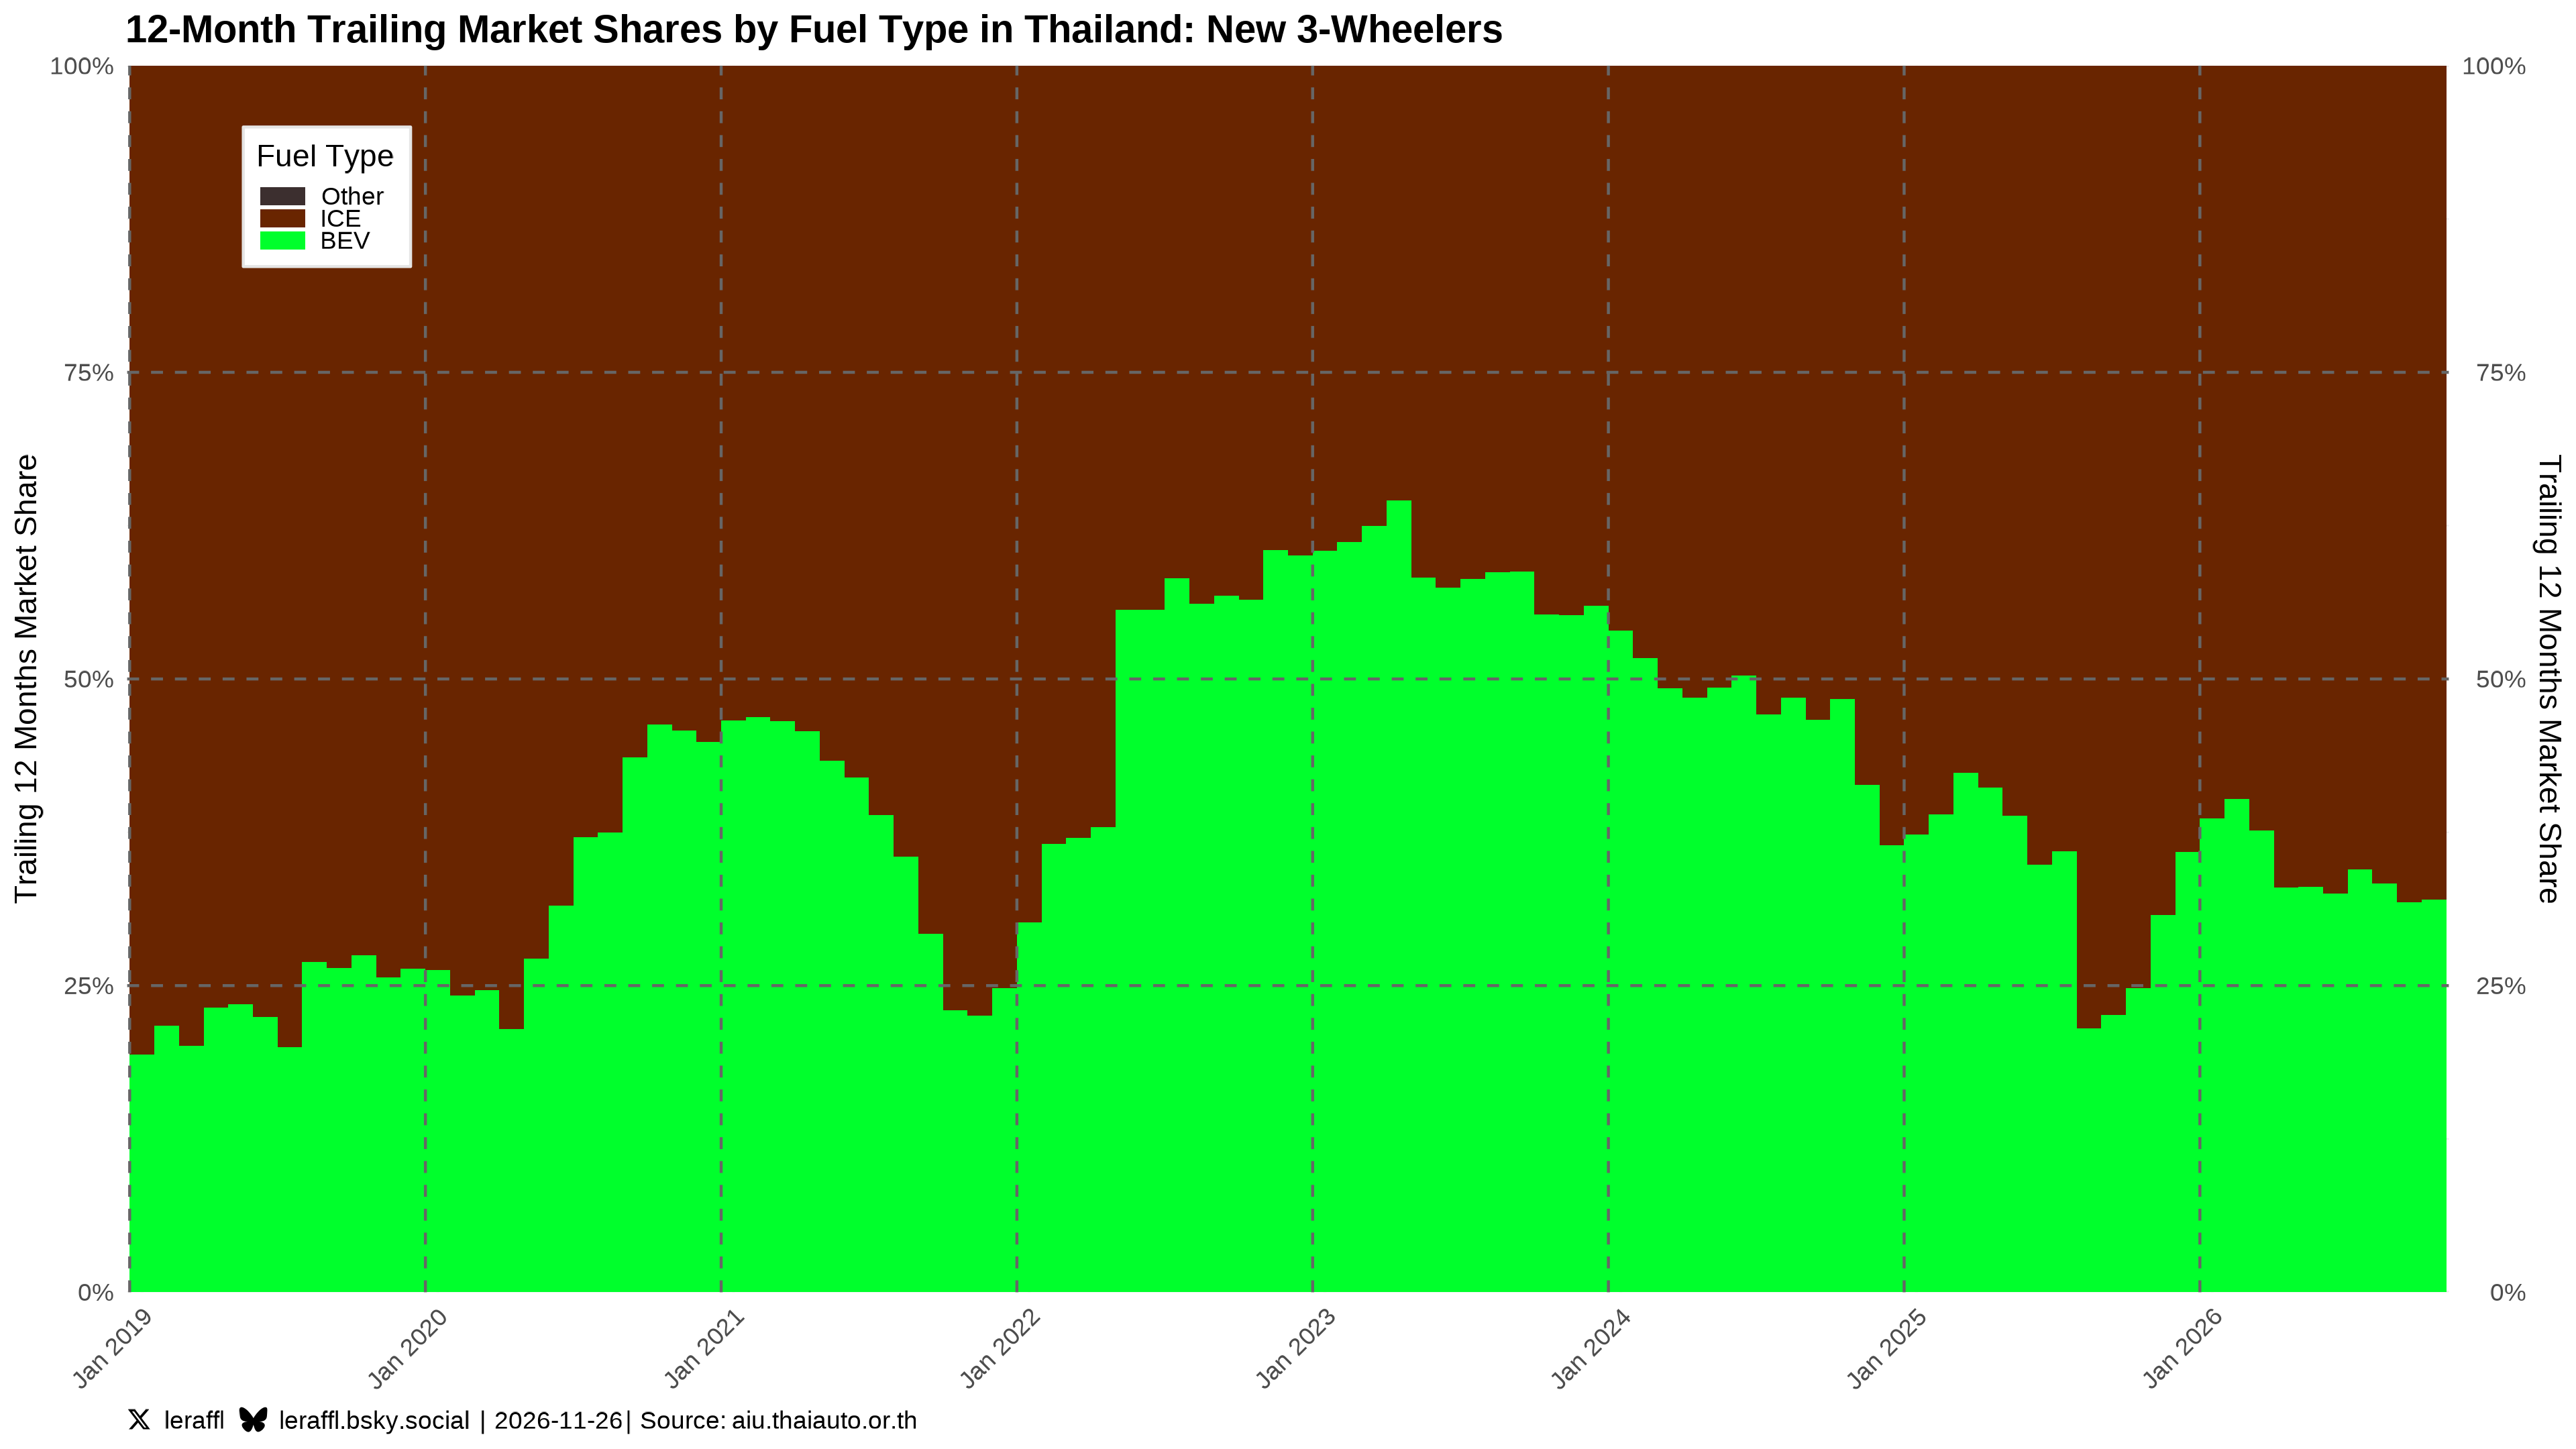 12-Month Trailing Market Shares by Fuel Type in Thailand: New 3-Wheelers
100%
75%
50%
25%
0%
100%
75%
50%
25%
0%
Trailing 12 Months Market Share
Trailing 12 Months Market Share
Fuel Type
Other
ICE
BEV
Jan 2019
Jan 2020
Jan 2021
Jan 2022
Jan 2023
Jan 2024
Jan 2025
Jan 2026
leraffl leraffl.bsky.social | 2026-11-26| Source: aiu.thaiauto.or.th